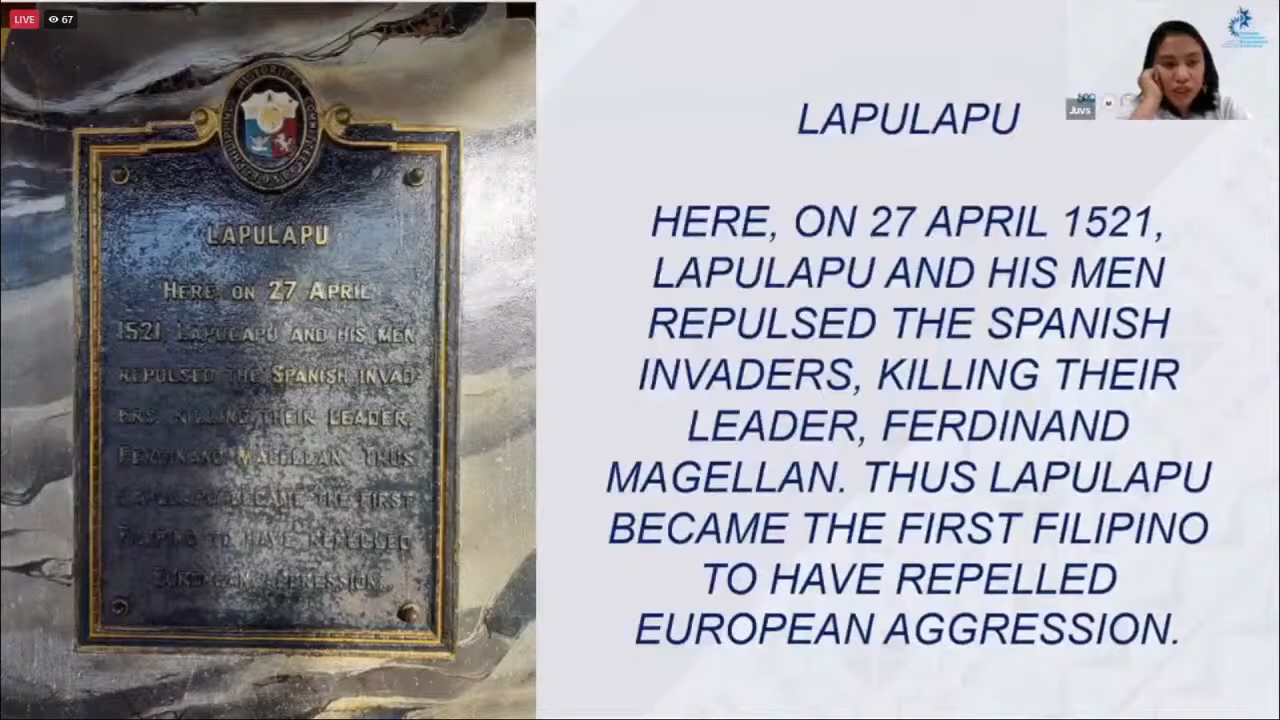 LIVE 67
LAPULAPU
HERE, ON 27 APRIL
1521, LAPULAPU AND HIS MEN
REPULSED THE SPANISH INVAD
ERS, KILLING THEIR LEADER,
FERDINAND MAGELLAN. THUS
LAPULAPU BECAME THE FIRST
FILIPINO TO HAVE REPELLED
EUROPEAN AGGRESSION.
LAPULAPU
HERE, ON 27 APRIL 1521,
LAPULAPU AND HIS MEN
REPULSED THE SPANISH
INVADERS, KILLING THEIR
LEADER, FERDINAND
MAGELLAN. THUS LAPULAPU
BECAME THE FIRST FILIPINO
TO HAVE REPELLED
EUROPEAN AGGRESSION.
Juvs